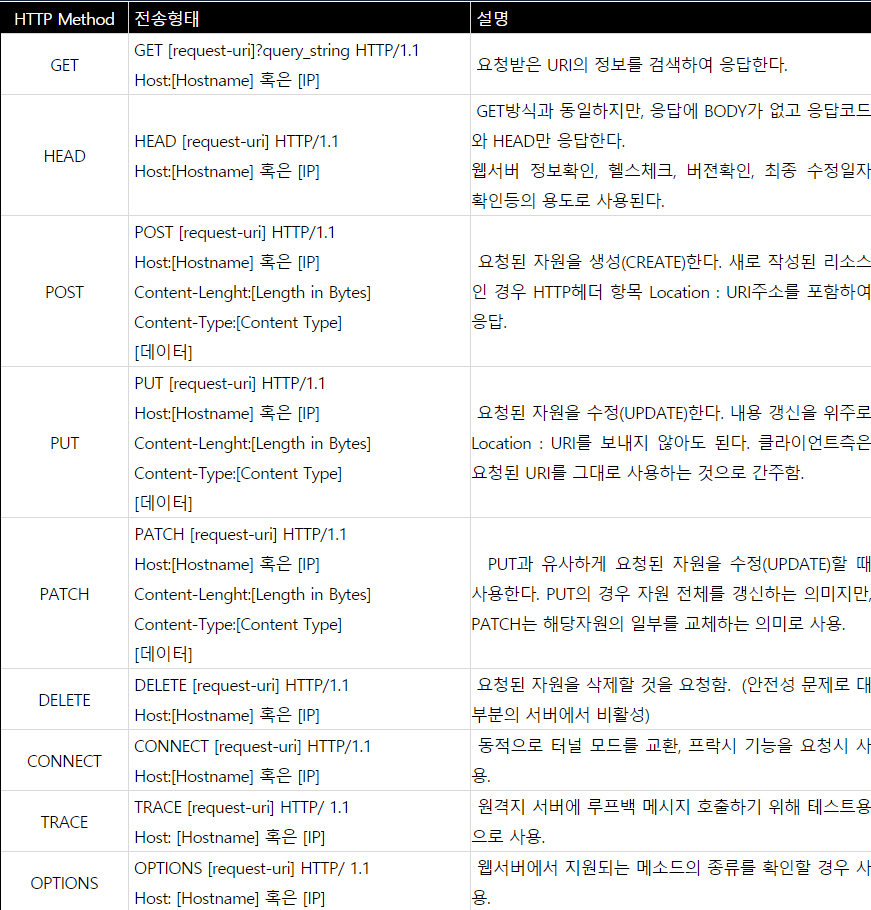 HTTP Method 전송형태 설명
GET
GET [request-uri]?query_string HTTP/1.1
Host:[Hostname] 혹은 [IP]
요청받은 URI의 정보를 검색하여 응답한다.
HEAD
HEAD [request-uri] HTTP/1.1
Host:[Hostname] 혹은 [IP]
GET방식과 동일하지만, 응답에 BODY가 없고 응답코드
와 HEAD만 응답한다.
웹서버 정보확인, 헬스체크, 버젼확인, 최종 수정일자
확인등의 용도로 사용된다.
POST
POST [request-uri] HTTP/1.1
Host:[Hostname] 혹은 [IP]
Content-Lenght:[Length in Bytes]
Content-Type:[Content Type]
[데이터]
요청된 자원을 생성(CREATE)한다. 새로 작성된 리소스
인 경우 HTTP헤더 항목 Location : URI주소를 포함하여
응답.
PUT
PUT [request-uri] HTTP/1.1
Host:[Hostname] 혹은 [IP]
Content-Lenght:[Length in Bytes]
Content-Type:[Content Type]
[데이터]
요청된 자원을 수정(UPDATE)한다. 내용 갱신을 위주로
Location : URI를 보내지 않아도 된다. 클라이언트측은
요청된 URI를 그대로 사용하는 것으로 간주함.
PATCH
PATCH [request-uri] HTTP/1.1
Host:[Hostname] 혹은 [IP]
Content-Lenght:[Length in Bytes]
Content-Type:[Content Type]
[데이터]
PUT과 유사하게 요청된 자원을 수정(UPDATE)할 때
사용한다. PUT의 경우 자원 전체를 갱신하는 의미지만,
PATCH는 해당자원의 일부를 교체하는 의미로 사용.
DELETE
DELETE [request-uri] HTTP/1.1
Host:[Hostname] 혹은 [IP]
요청된 자원을 삭제할 것을 요청함. (안전성 문제로 대
부분의 서버에서 비활성)
CONNECT
CONNECT [request-uri] HTTP/1.1
Host:[Hostname] 혹은 [IP]
동적으로 터널 모드를 교환, 프락시 기능을 요청시 사
용.
TRACE
TRACE [request-uri] HTTP/ 1.1
Host: [Hostname] 혹은 [IP]
원격지 서버에 루프백 메시지 호출하기 위해 테스트용
으로 사용.
OPTIONS
OPTIONS [request-uri] HTTP/ 1.1
Host: [Hostname] 혹은 [IP]
웹서버에서 지원되는 메소드의 종류를 확인할 경우 사
용.